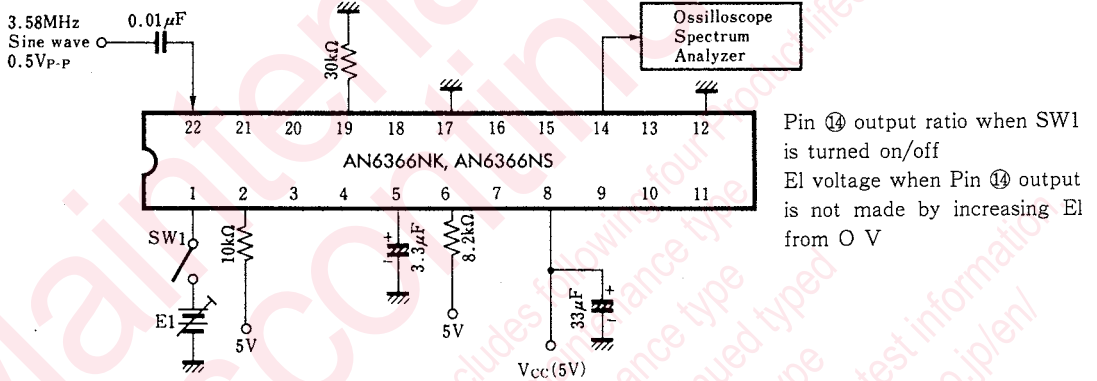 3.58MHz
Sine wave
0.5VP-P
0.01μF
30kΩ
Ossilloscope
Spectrum
Analyzer
22 21 20 19 18 17 16 15 14 13 12
AN6366NK, AN6366NS
1 2 3 4 5 6 7 8 9 10 11
SW1
10kΩ
3.3μF
8.2kΩ
33μF
E1
5V
5V
Vcc(5V)
+
−
+
−
Pin ⑭ output ratio when SW1
is turned on/off
El voltage when Pin ⑭ output
is not made by increasing El
from O V